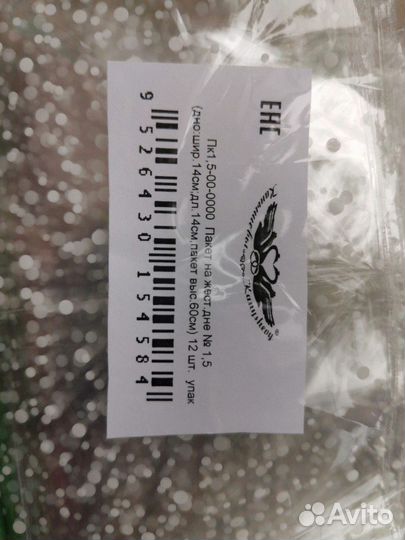 ЕАС
Пк1,5-00-0000 Пакет на жест.дне № 1,5
(дно:шир.14см;дл.14см,пакет выс.60см) 12 шт. упак
9 526430 154584
Avito